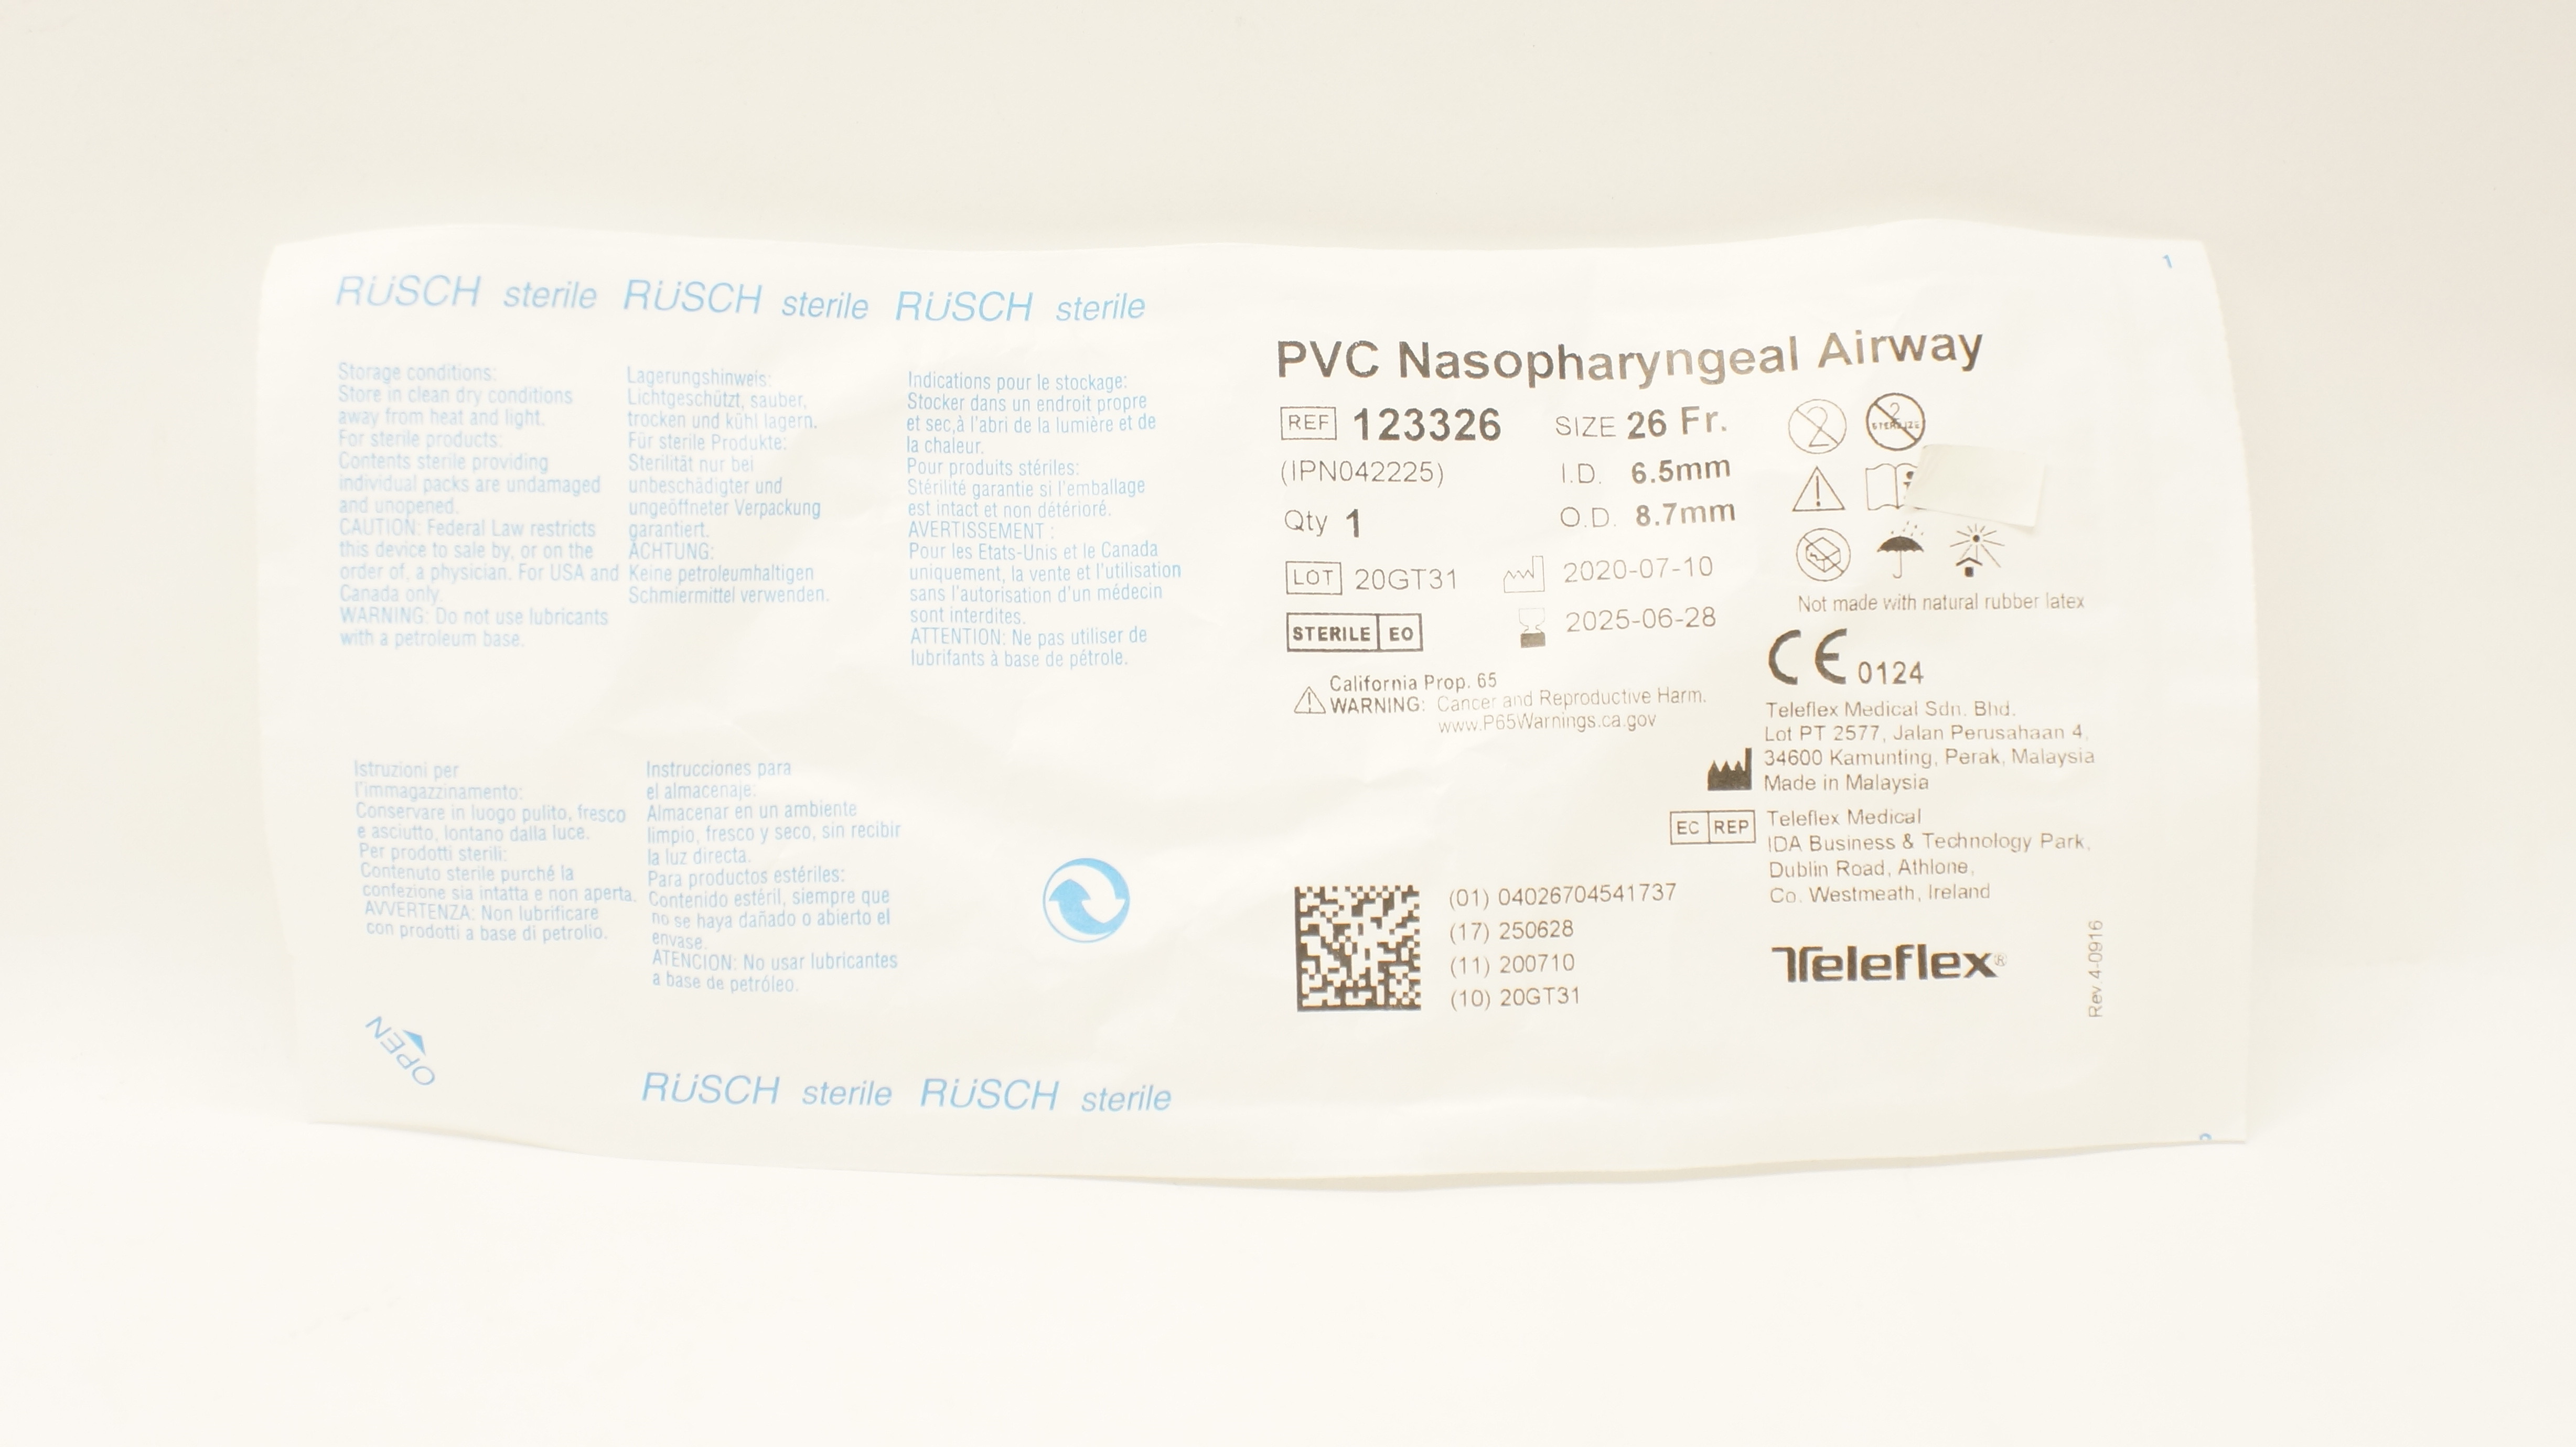 RÜSCH sterile RÜSCH sterile RÜSCH sterile
1
Storage conditions:
Store in clean dry conditions
away from heat and light.
For sterile products:
Contents sterile providing
individual packs are undamaged
and unopened.
CAUTION: Federal Law restricts
this device to sale by, or on the
order of, a physician. For USA and
Canada only.
WARNING: Do not use lubricants
with a petroleum base.
Lagerungshinweis:
Lichtgeschützt, sauber,
trocken und kühl lagern.
Für sterile Produkte:
Sterilität nur bei
unbeschädigter und
ungeöffneter Verpackung
garantiert.
ACHTUNG:
Keine petroleumhaltigen
Schmiermittel verwenden.
Indications pour le stockage:
Stocker dans un endroit propre
et sec,à l'abri de la lumière et de
la chaleur.
Pour produits stériles:
Stérilité garantie si l'emballage
est intact et non détérioré.
AVERTISSEMENT :
Pour les Etats-Unis et le Canada
uniquement, la vente et l'utilisation
sans l'autorisation d'un médecin
sont interdites.
ATTENTION: Ne pas utiliser de
lubrifants à base de pétrole.
Istruzioni per
l'immagazzinamento:
Conservare in luogo pulito, fresco
e asciutto, lontano dalla luce.
Per prodotti sterili:
Contenuto sterile purché la
confezione sia intatta e non aperta.
AVVERTENZA: Non lubrificare
con prodotti a base di petrolio.
Instrucciones para
el almacenaje.
Almacenar en un ambiente
limpio, fresco y seco, sin recibir
la luz directa.
Para productos estériles:
Contenido estéril, siempre que
no se haya dañado o abierto el
envase.
ATENCION: No usar lubricantes
a base de petróleo.
OPEN
RÜSCH sterile RÜSCH sterile
PVC Nasopharyngeal Airway
REF 123326 SIZE 26 Fr.
(IPN042225) I.D. 6.5mm
Qty 1 O.D. 8.7mm
LOT 20GT31 2020-07-10
STERILE EO 2025-06-28
2
2 STERILIZE
Not made with natural rubber latex
California Prop. 65
WARNING: Cancer and Reproductive Harm.
www.P65Warnings.ca.gov
CE 0124
Teleflex Medical Sdn. Bhd.
Lot PT 2577, Jalan Perusahaan 4,
34600 Kamunting, Perak, Malaysia
Made in Malaysia
EC REP Teleflex Medical
IDA Business & Technology Park,
Dublin Road, Athlone,
Co. Westmeath, Ireland
(01) 04026704541737
(17) 250628
(11) 200710
(10) 20GT31
Teleflex®
Rev. 4-0916